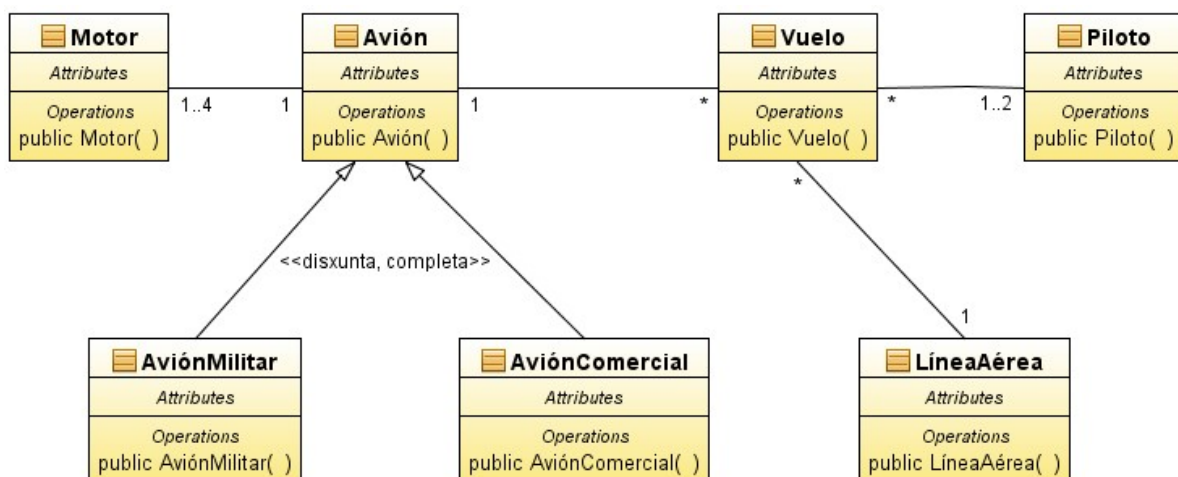 Motor
Attributes
Operations
public Motor( )
1..4
1
Avión
Attributes
Operations
public Avión( )
1
*
Vuelo
Attributes
Operations
public Vuelo( )
*
1..2
Piloto
Attributes
Operations
public Piloto( )
*
<<disxunta, completa>>
1
AviónMilitar
Attributes
Operations
public AviónMilitar( )
AviónComercial
Attributes
Operations
public AviónComercial( )
LíneaAérea
Attributes
Operations
public LíneaAérea( )